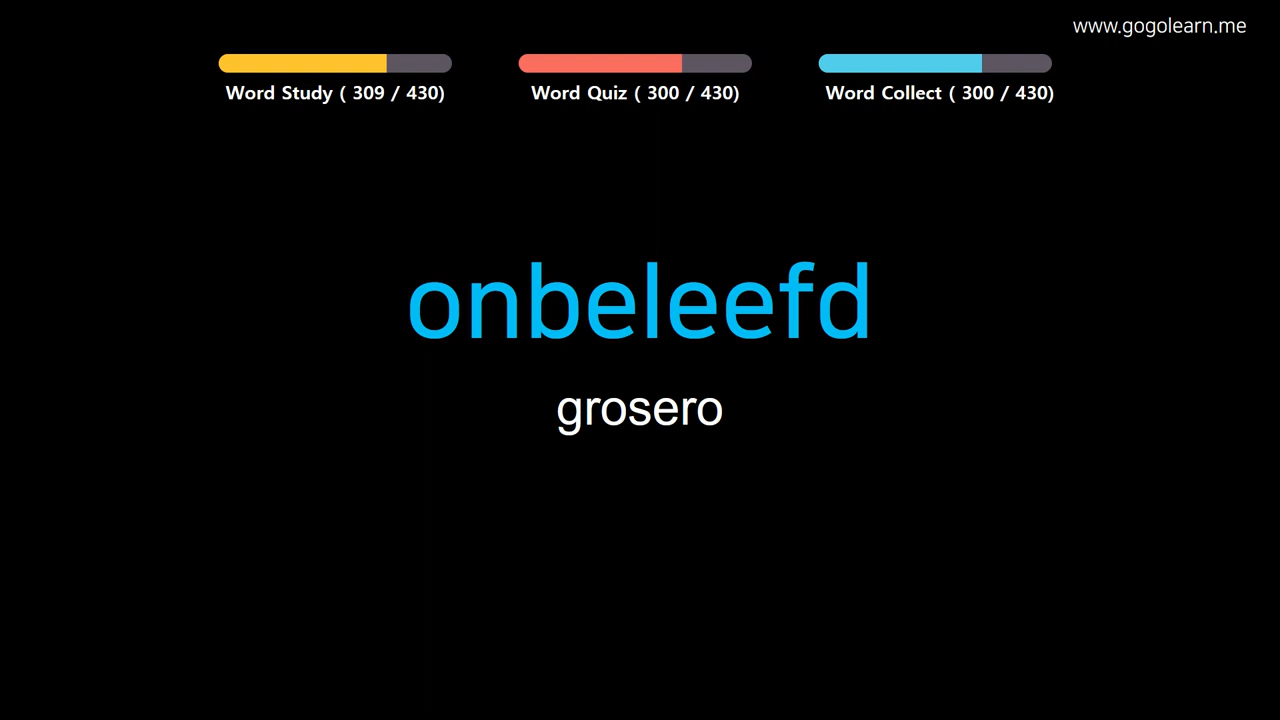 www.gogolearn.me
Word Study ( 309 / 430)
Word Quiz ( 300 / 430)
Word Collect ( 300 / 430)
onbeleefd
grosero